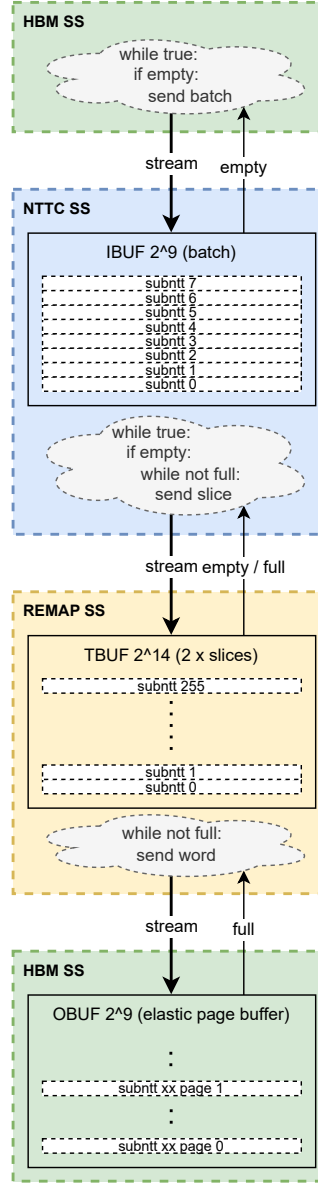 HBM SS
while true:
if empty:
send batch
stream
empty
NTTC SS
IBUF 2^9 (batch)
subntt 7
subntt 6
subntt 5
subntt 4
subntt 3
subntt 2
subntt 1
subntt 0
while true:
if empty:
while not full:
send slice
stream
empty / full
REMAP SS
TBUF 2^14 (2 x slices)
subntt 255
subntt 1
subntt 0
while not full:
send word
stream
full
HBM SS
OBUF 2^9 (elastic page buffer)
subntt xx page 1
subntt xx page 0